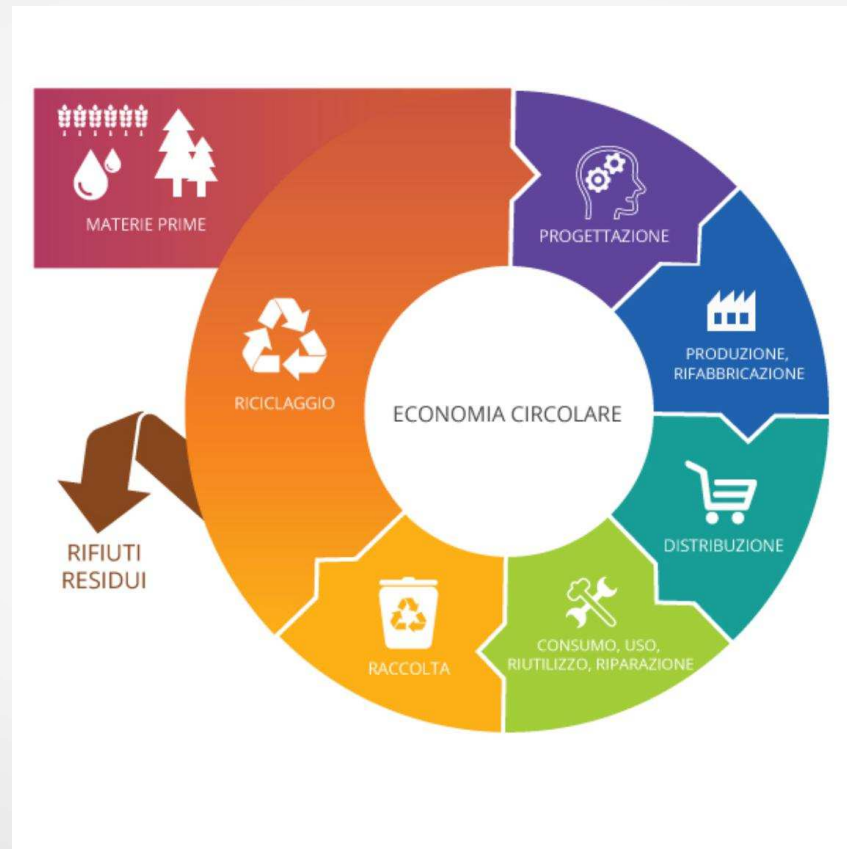 MATERIE PRIME
PROGETTAZIONE
PRODUZIONE,
RIFABBRICAZIONE
RICICLAGGIO
ECONOMIA CIRCOLARE
DISTRIBUZIONE
RIFIUTI
RESIDUI
CONSUMO, USO,
RIUTILIZZO, RIPARAZIONE
RACCOLTA